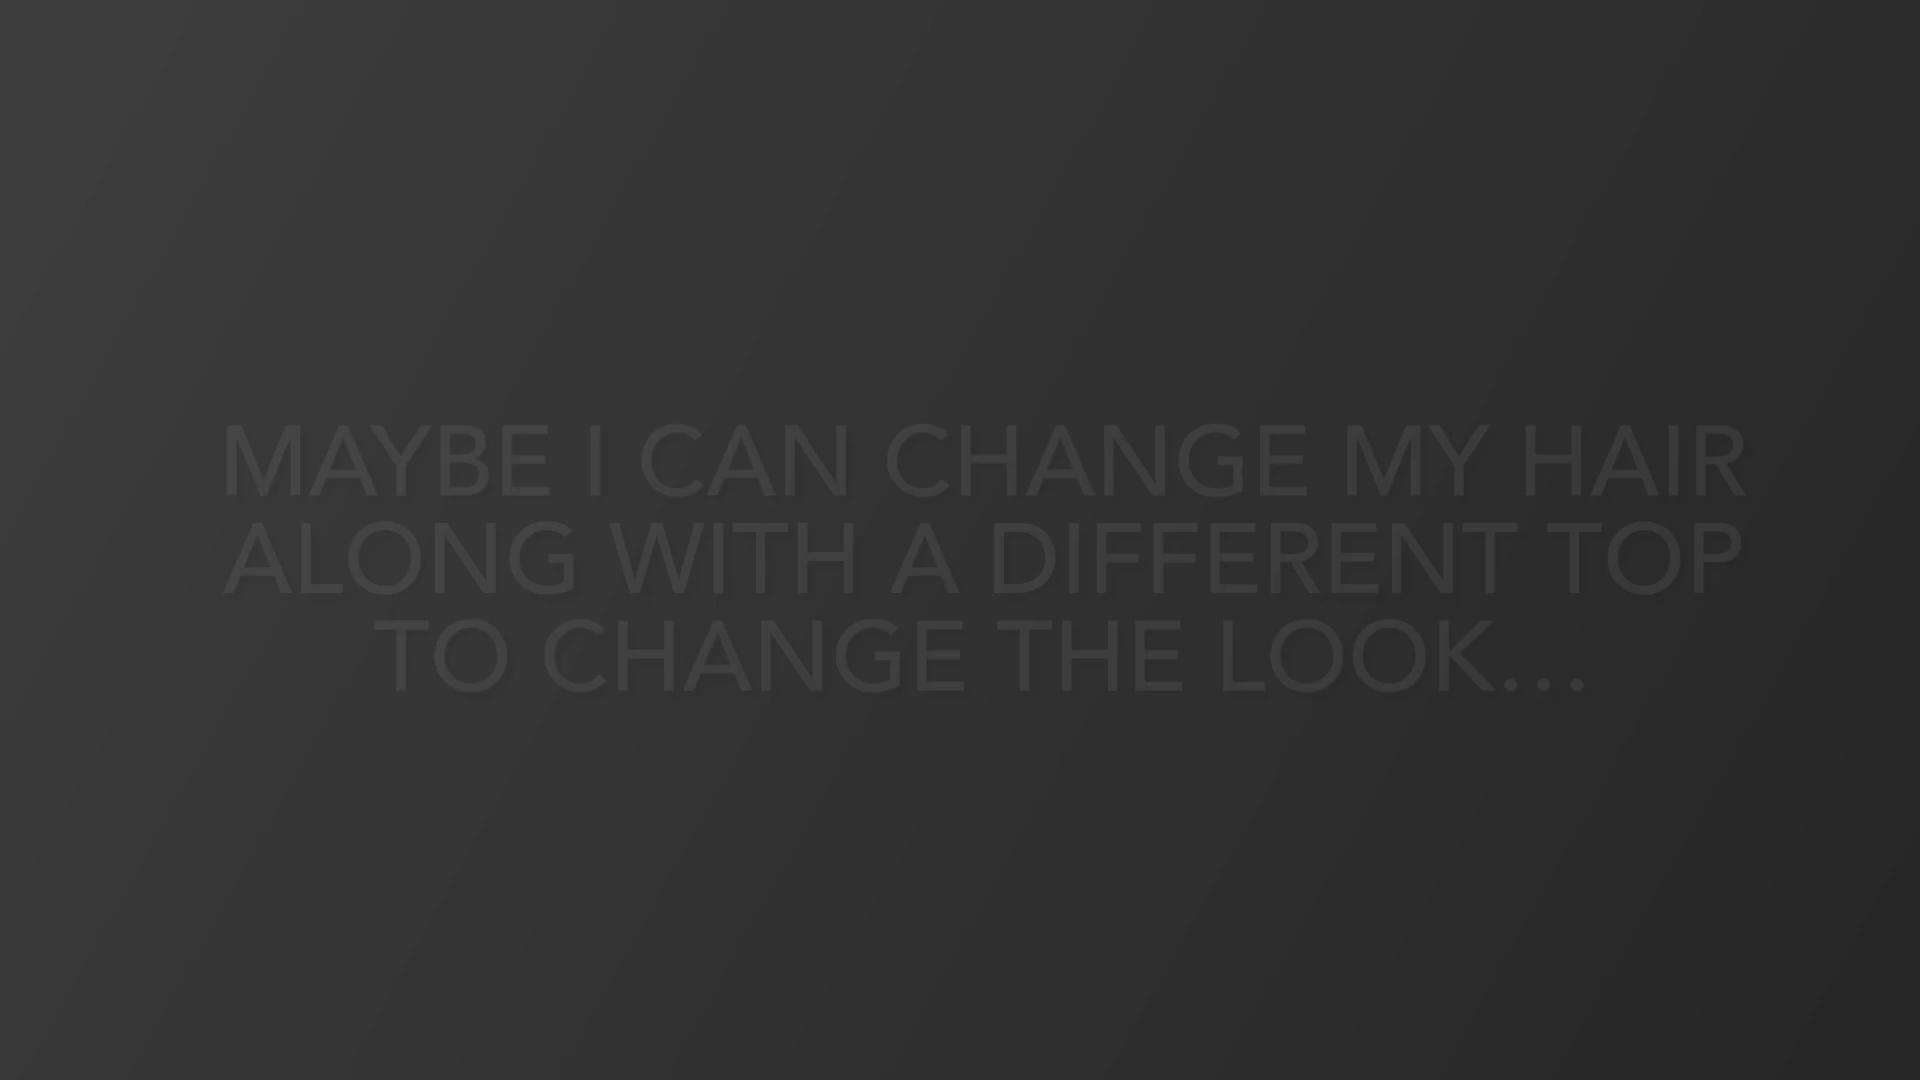 MAYBE I CAN CHANGE MY HAIR
ALONG WITH A DIFFERENT TOP
TO CHANGE THE LOOK...